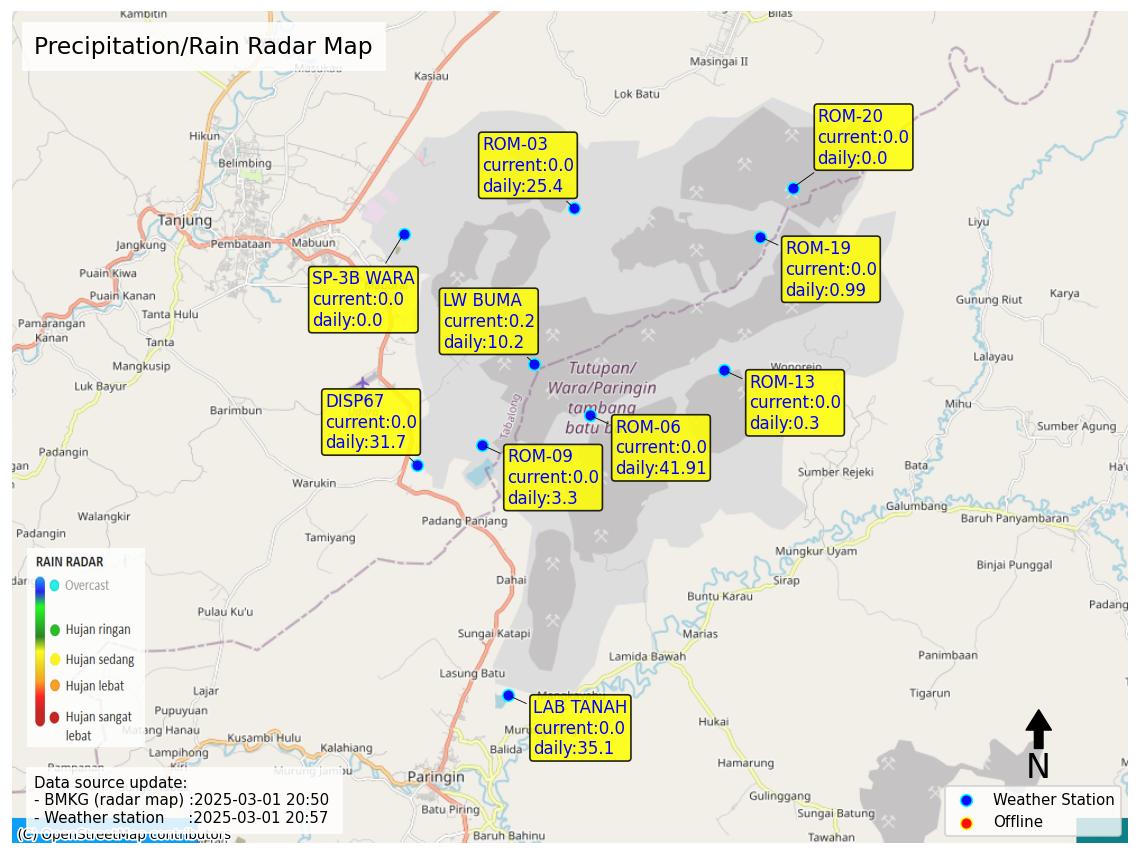 Kambitin
Bilas
Precipitation/Rain Radar Map
Masukau
Kasiau
Masingai II
Lok Batu
Hikun
Belimbing
ROM-03
current:0.0
daily:25.4
ROM-20
current:0.0
daily:0.0
Tanjung
Jangkung
Pembataan
Mabuun
Liyu
Puain Kiwa
Puain Kanan
SP-3B WARA
current:0.0
daily:0.0
ROM-19
current:0.0
daily:0.99
Pamarangan
Kanan
Tanta Hulu
Tanta
LW BUMA
current:0.2
daily:10.2
Gunung Riut
Karya
Mangkusip
Luk Bayur
Lalayau
Tutupan/
Wara/Paringin
tambang
batu b
Wonorejo
Tabalong
ROM-13
current:0.0
daily:0.3
Barimbun
DISP67
current:0.0
daily:31.7
Mihu
ROM-06
current:0.0
daily:41.91
Sumber Agung
Padangin
gan
ROM-09
current:0.0
daily:3.3
Warukin
Sumber Rejeki
Bata
Ha'u
Galumbang
Baruh Panyambaran
Walangkir
Padangin
Padang Panjang
Tamiyang
Mungkur Uyam
Binjai Punggal
RAIN RADAR
Overcast
Hujan ringan
Hujan sedang
Hujan lebat
Hujan sangat
lebat
Dahai
Sirap
Pulau Ku'u
Buntu Karau
Padang
Sungai Katapi
Marias
Lamida Bawah
Panimbaan
Lasung Batu
Lajar
Tigarun
Pupuyuan
LAB TANAH
current:0.0
daily:35.1
Hukai
Matang Hanau
Kusambi Hulu
Kalahiang
Lampihong
Kiri
Balida
Murung Jambu
Hamarung
Paringin
N
Data source update:
- BMKG (radar map) :2025-03-01 20:50
- Weather station :2025-03-01 20:57
Gulinggang
Weather Station
Offline
Batu Piring
Sungai Batung
Baruh Bahinu
Tawahan
(C) OpenStreetMap contributors